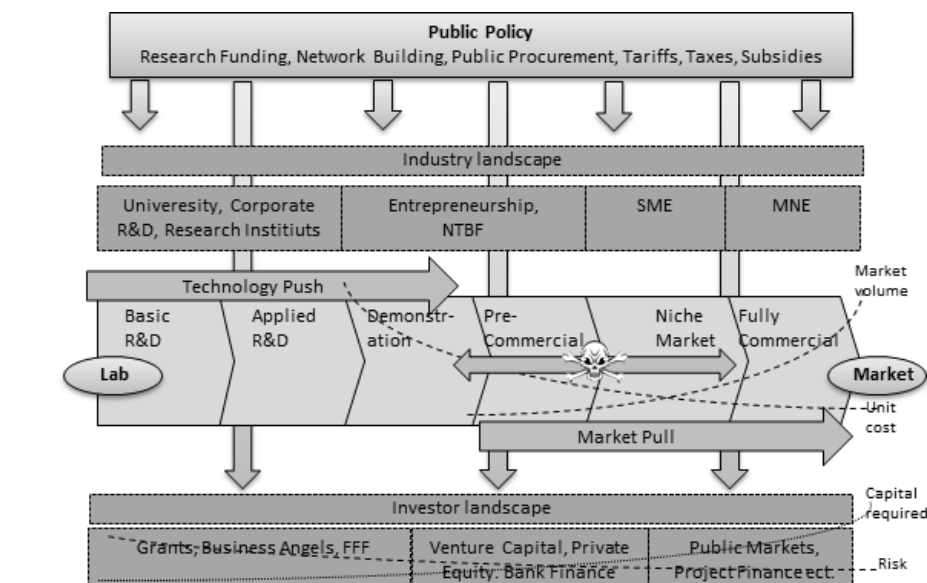 Public Policy
Research Funding, Network Building, Public Procurement, Tariffs, Taxes, Subsidies
Industry landscape
Univeresity, Corporate
R&D, Research Institiuts
Entrepreneurship,
NTBF
SME
MNE
Technology Push
Market
volume
Basic
R&D
Applied
R&D
Demonstr-
ation
Pre-
Commercial
Niche
Market
Fully
Commercial
Lab
Market
Unit
cost
Market Pull
Capital
required
Investor landscape
Grants, Business Angels, FFF
Venture Capital, Private
Equity. Bank Finance
Public Markets,
Project Finance ect.
Risk